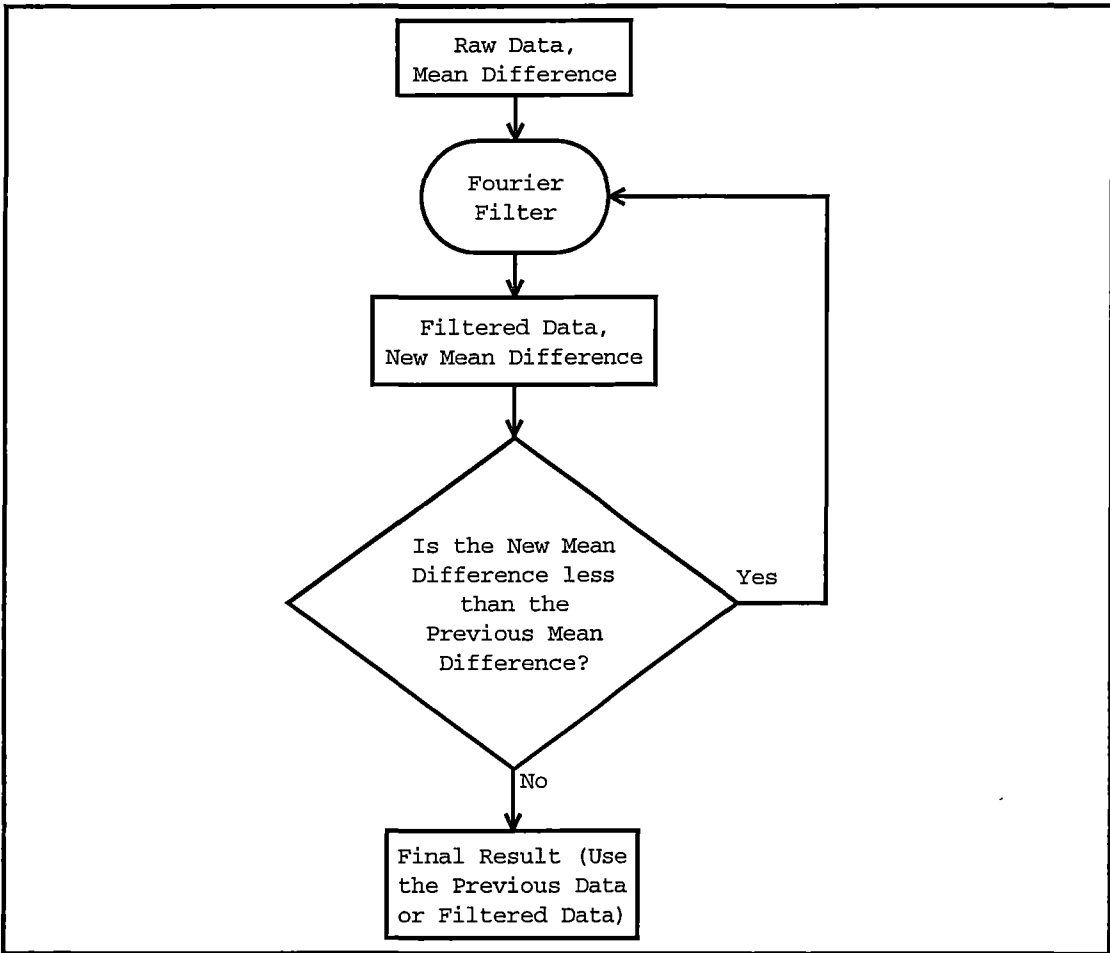 Raw Data,
Mean Difference
Fourier
Filter
Filtered Data,
New Mean Difference
Is the New Mean
Difference less
than the
Previous Mean
Difference?
Yes
No
Final Result (Use
the Previous Data
or Filtered Data)